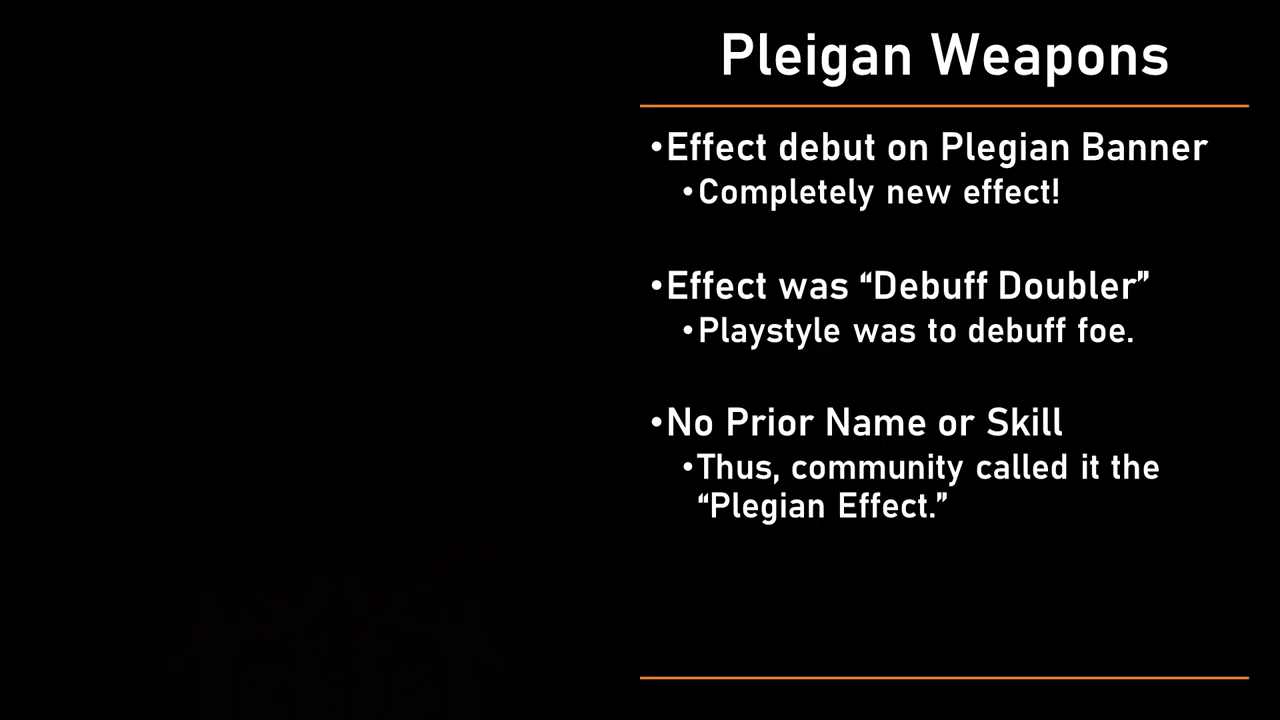 Pleigan Weapons
•Effect debut on Plegian Banner
•Completely new effect!
•Effect was “Debuff Doubler”
•Playstyle was to debuff foe.
•No Prior Name or Skill
•Thus, community called it the
“Plegian Effect.”